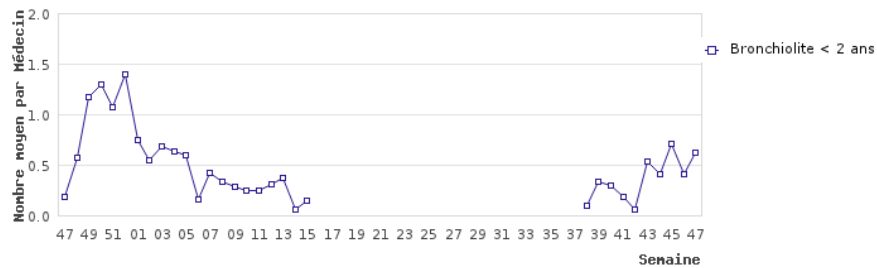 2.0
1.5
1.0
0.5
0.0
Nombre moyen par Médecin
Bronchiolite < 2 ans
47 49 51 01 03 05 07 09 11 13 15 17 19 21 23 25 27 29 31 33 35 37 39 41 43 45 47
Semaine